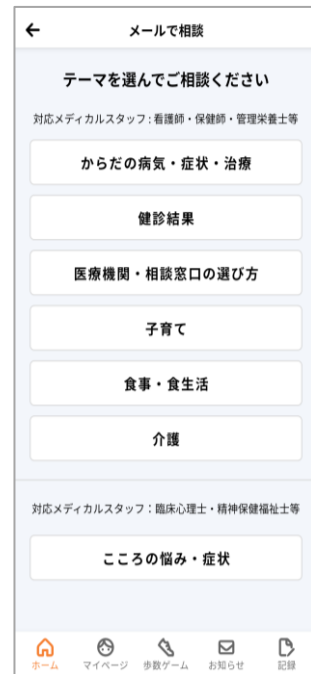 メールで相談
テーマを選んでご相談ください
対応メディカルスタッフ：看護師・保健師・管理栄養士等
からだの病気・症状・治療
健診結果
医療機関・相談窓口の選び方
子育て
食事・食生活
介護
対応メディカルスタッフ：臨床心理士・精神保健福祉士等
こころの悩み・症状
ホーム マイページ 歩数ゲーム お知らせ 記録